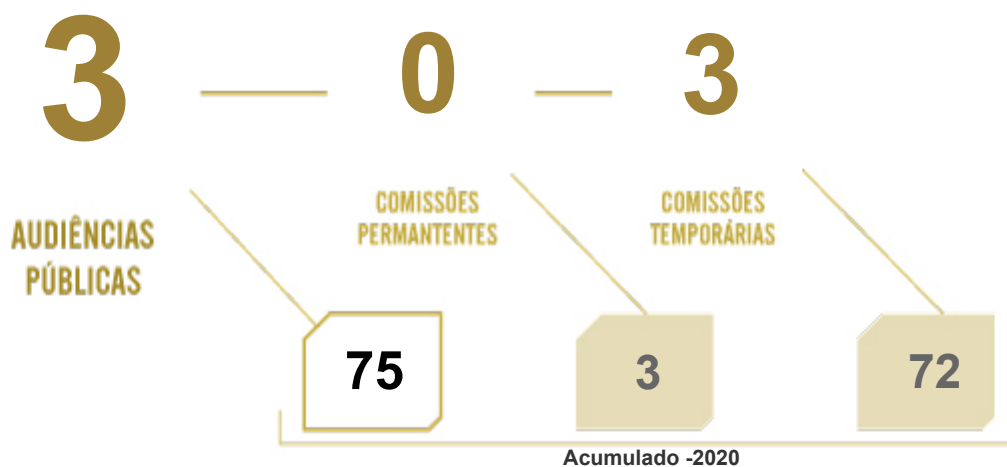 3
0
3
AUDIÊNCIAS
PÚBLICAS
COMISSÕES
PERMANTENTES
COMISSÕES
TEMPORÁRIAS
75
3
72
Acumulado -2020